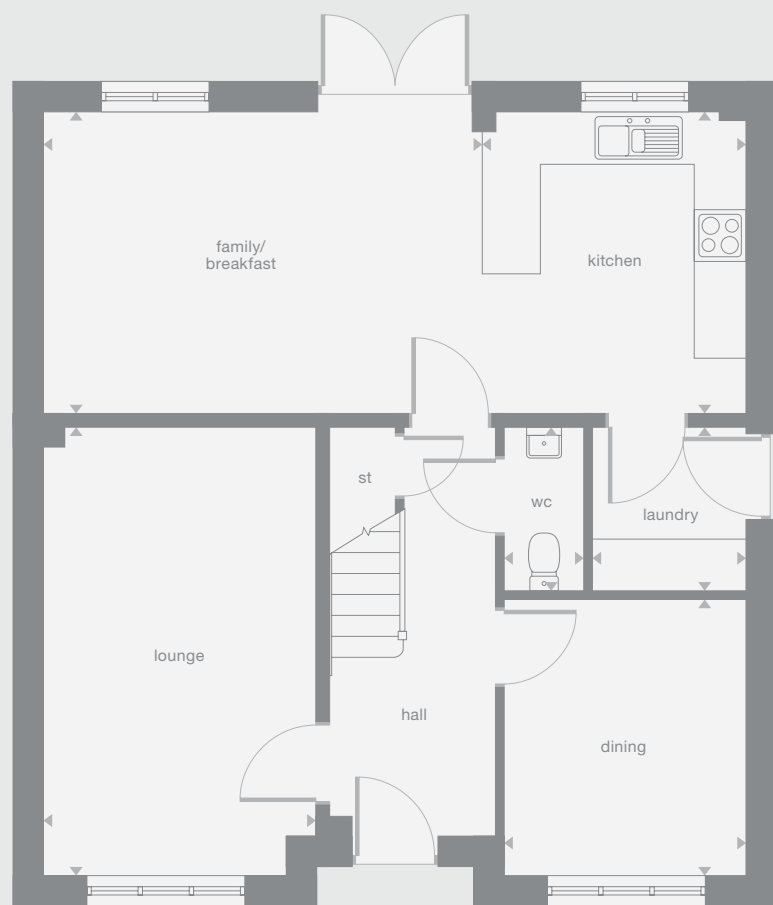 family/
breakfast
kitchen
st
wc
laundry
lounge
hall
dining